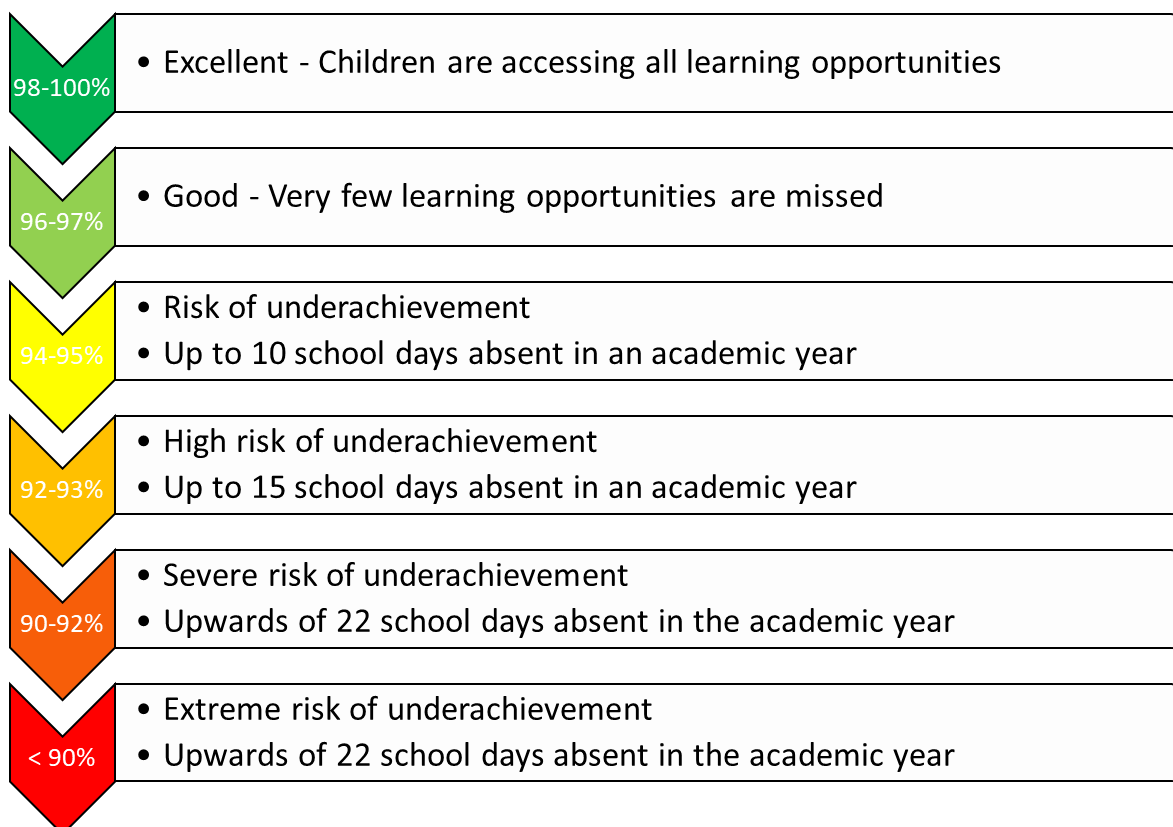 98-100%
• Excellent - Children are accessing all learning opportunities
96-97%
• Good - Very few learning opportunities are missed
94-95%
• Risk of underachievement
• Up to 10 school days absent in an academic year
92-93%
• High risk of underachievement
• Up to 15 school days absent in an academic year
90-92%
• Severe risk of underachievement
• Upwards of 22 school days absent in the academic year
< 90%
• Extreme risk of underachievement
• Upwards of 22 school days absent in the academic year